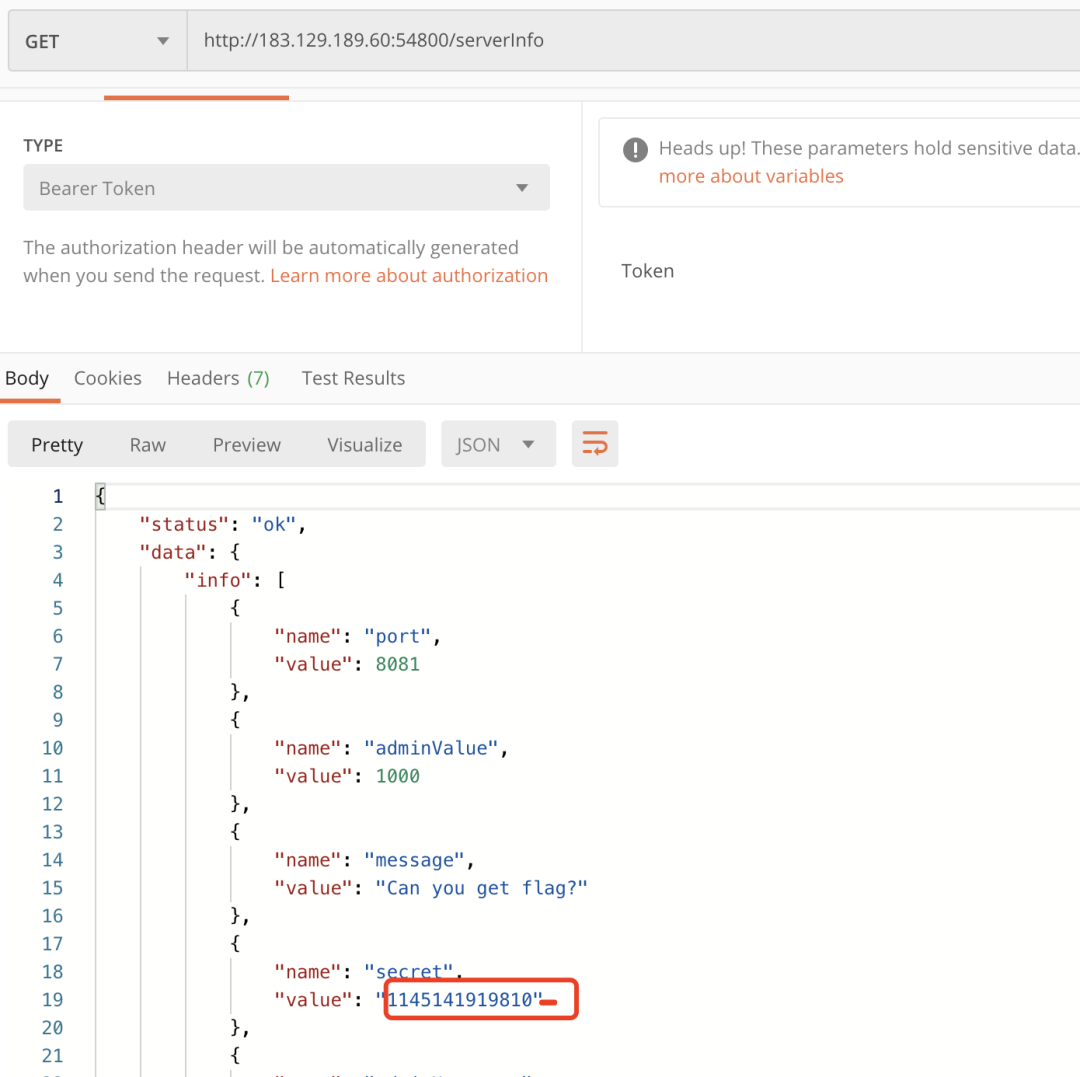 GET http://183.129.189.60:54800/serverInfo
TYPE
Bearer Token
The authorization header will be automatically generated
when you send the request. Learn more about authorization
Heads up! These parameters hold sensitive data.
more about variables
Token
Body Cookies Headers (7) Test Results
Pretty Raw Preview Visualize JSON
1 {
2 "status": "ok",
3 "data": {
4 "info": [
5 {
6 "name": "port",
7 "value": 8081
8 },
9 {
10 "name": "adminValue",
11 "value": 1000
12 },
13 {
14 "name": "message",
15 "value": "Can you get flag?"
16 },
17 {
18 "name": "secret",
19 "value": "1145141919810"
20 },
21 {